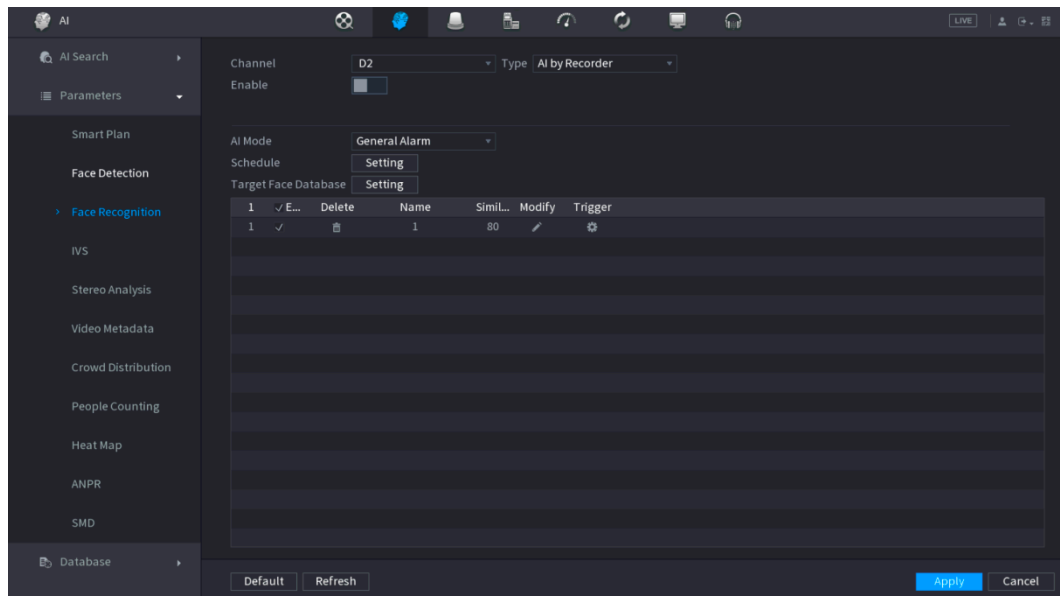 AI
LIVE
AI Search
Parameters
Smart Plan
Face Detection
Face Recognition
IVS
Stereo Analysis
Video Metadata
Crowd Distribution
People Counting
Heat Map
ANPR
SMD
Database
Channel D2 Type AI by Recorder
Enable
AI Mode General Alarm
Schedule Setting
Target Face Database Setting
1 E... Delete Name Simil... Modify Trigger
1 1 80
Default Refresh Apply Cancel